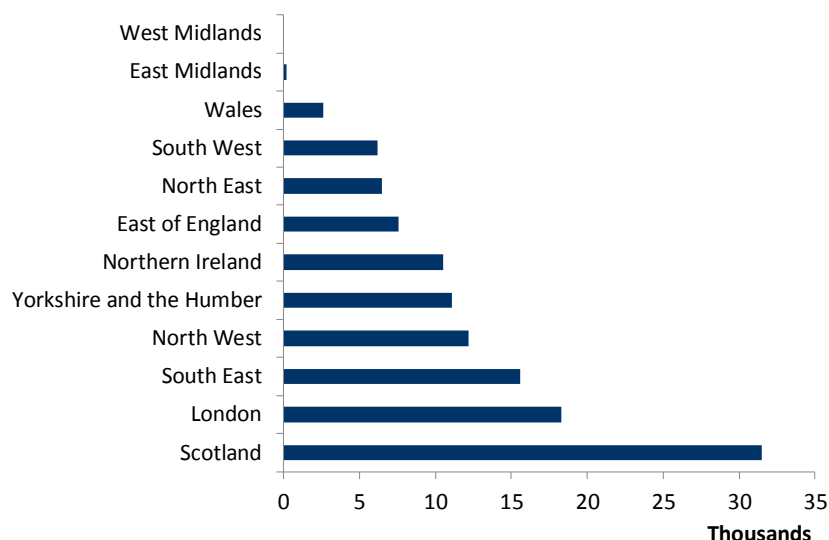 West Midlands
East Midlands
Wales
South West
North East
East of England
Northern Ireland
Yorkshire and the Humber
North West
South East
London
Scotland
0 5 10 15 20 25 30 35
Thousands